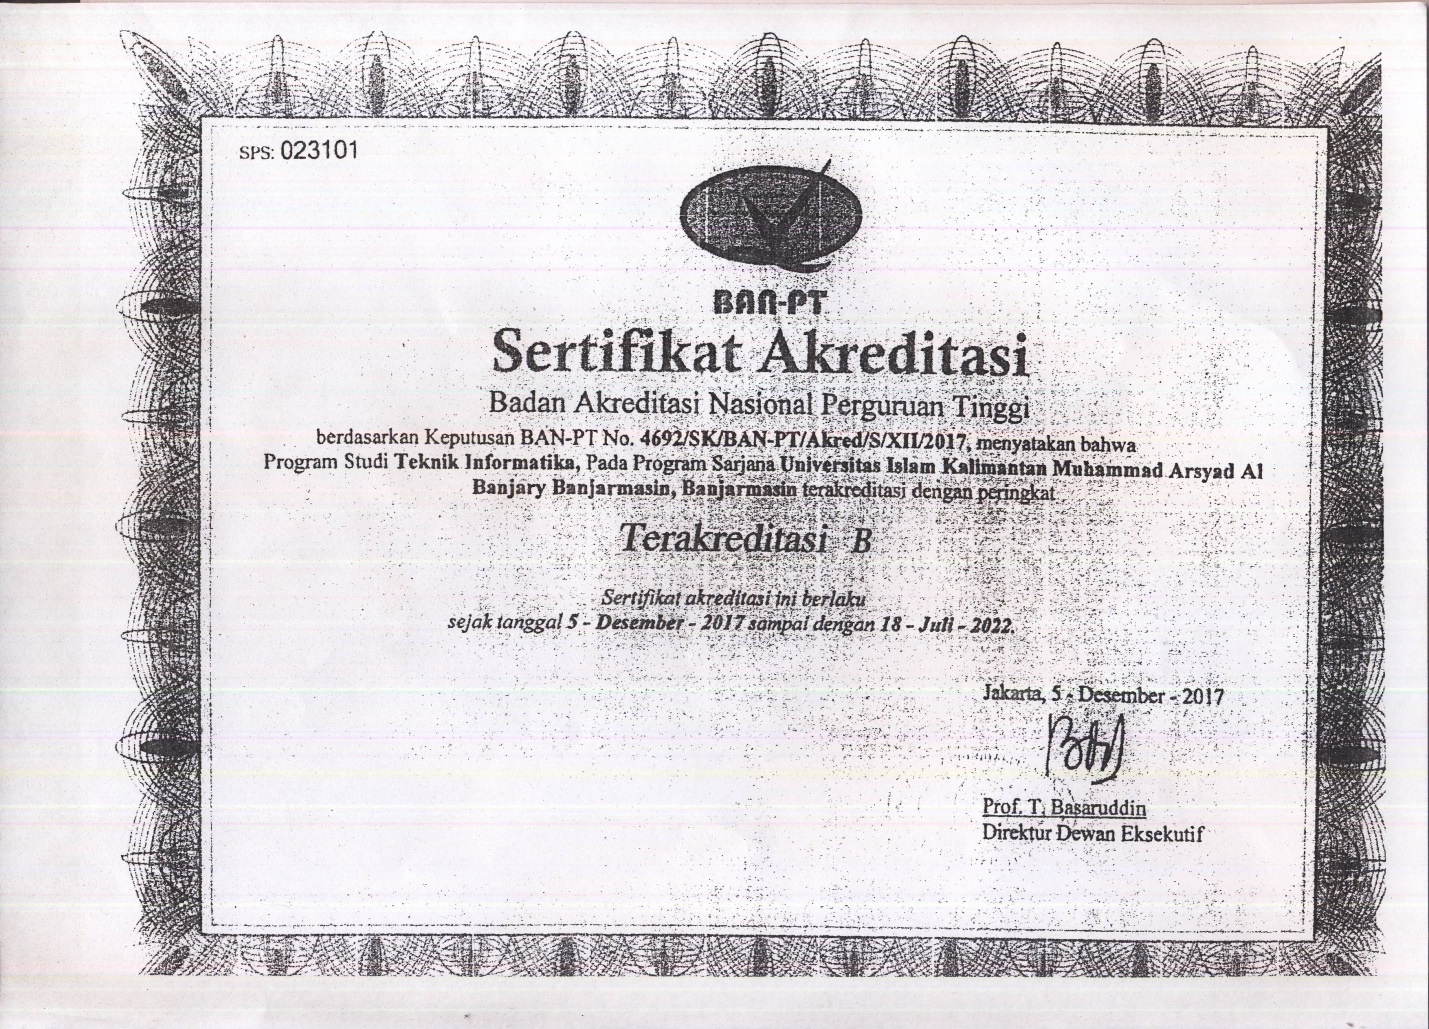 SPS: 023101
BAN-PT
Sertifikat Akreditasi
Badan Akreditasi Nasional Perguruan Tinggi
berdasarkan Keputusan BAN-PT No. 4692/SK/BAN-PT/Akred/S/XII/2017, menyatakan bahwa
Program Studi Teknik Informatika, Pada Program Sarjana Universitas Islam Kalimantan Muhammad Arsyad Al
Banjary Banjarmasin, Banjarmasin terakreditasi dengan peringkat
Terakreditasi B
Sertifikat akreditasi ini berlaku
sejak tanggal 5 - Desember - 2017 sampai dengan 18 - Juli - 2022.
Jakarta, 5 - Desember - 2017
Prof. T. Basaruddin
Direktur Dewan Eksekutif